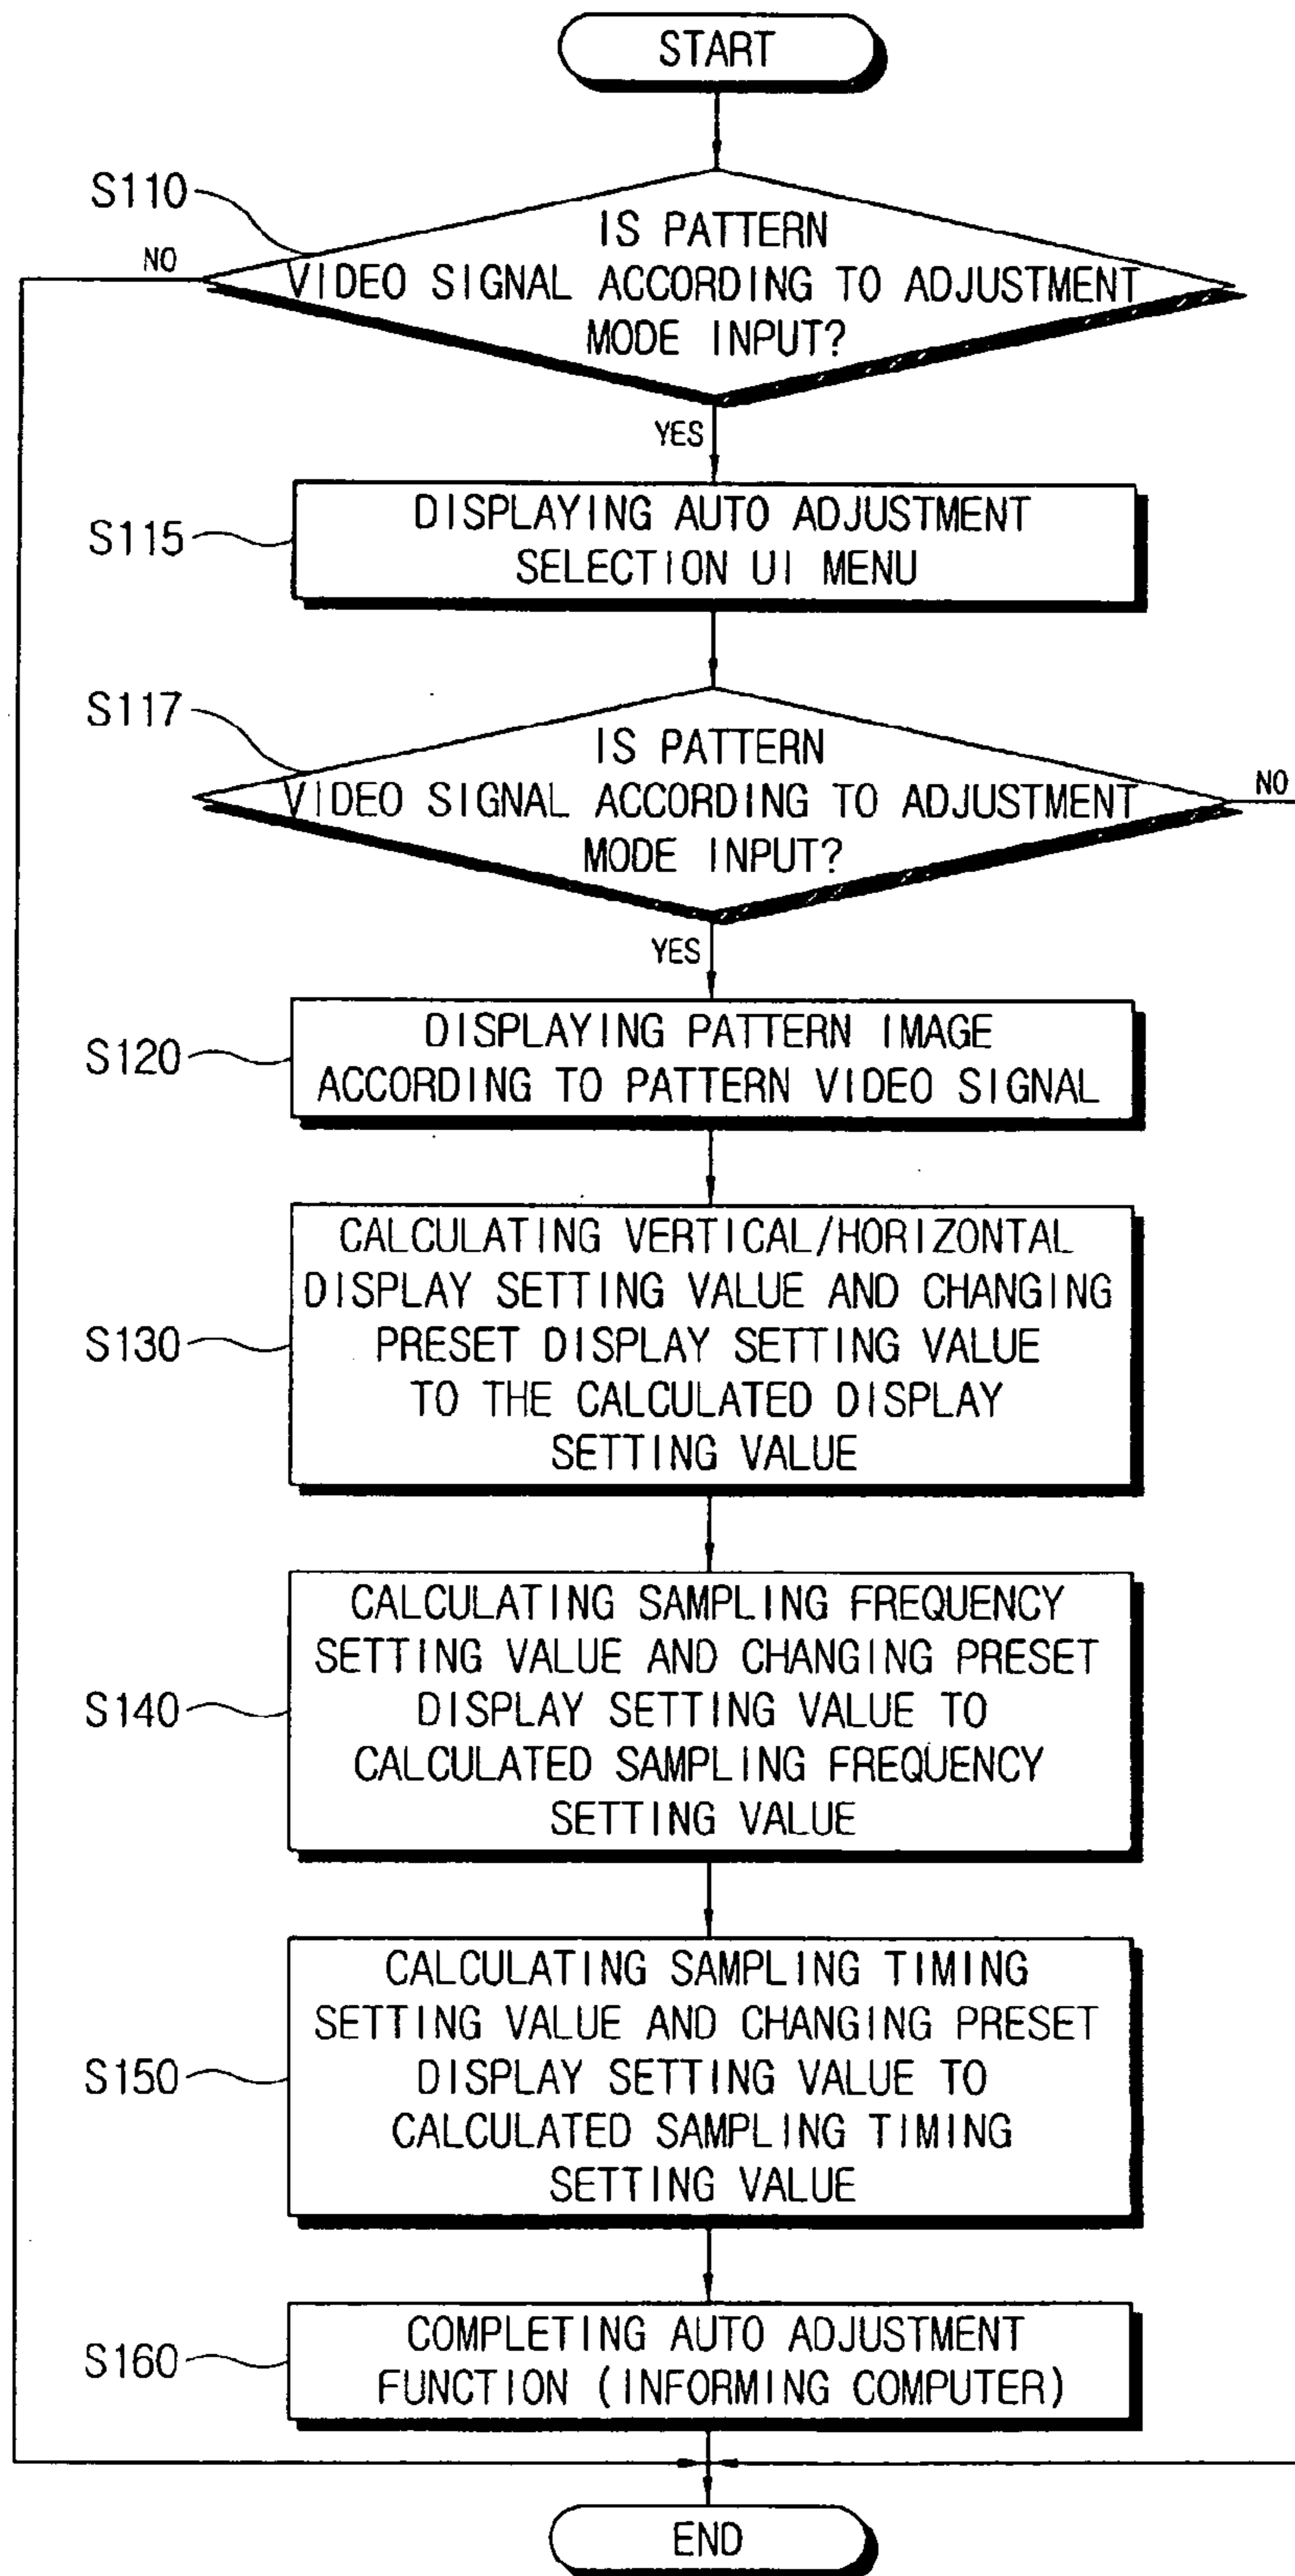 START
S110
NO
IS PATTERN
VIDEO SIGNAL ACCORDING TO ADJUSTMENT
MODE INPUT?
YES
S115
DISPLAYING AUTO ADJUSTMENT
SELECTION UI MENU
S117
IS PATTERN
VIDEO SIGNAL ACCORDING TO ADJUSTMENT
MODE INPUT?
NO
YES
S120
DISPLAYING PATTERN IMAGE
ACCORDING TO PATTERN VIDEO SIGNAL
S130
CALCULATING VERTICAL/HORIZONTAL
DISPLAY SETTING VALUE AND CHANGING
PRESET DISPLAY SETTING VALUE
TO THE CALCULATED DISPLAY
SETTING VALUE
S140
CALCULATING SAMPLING FREQUENCY
SETTING VALUE AND CHANGING PRESET
DISPLAY SETTING VALUE TO
CALCULATED SAMPLING FREQUENCY
SETTING VALUE
S150
CALCULATING SAMPLING TIMING
SETTING VALUE AND CHANGING PRESET
DISPLAY SETTING VALUE TO
CALCULATED SAMPLING TIMING
SETTING VALUE
S160
COMPLETING AUTO ADJUSTMENT
FUNCTION (INFORMING COMPUTER)
END